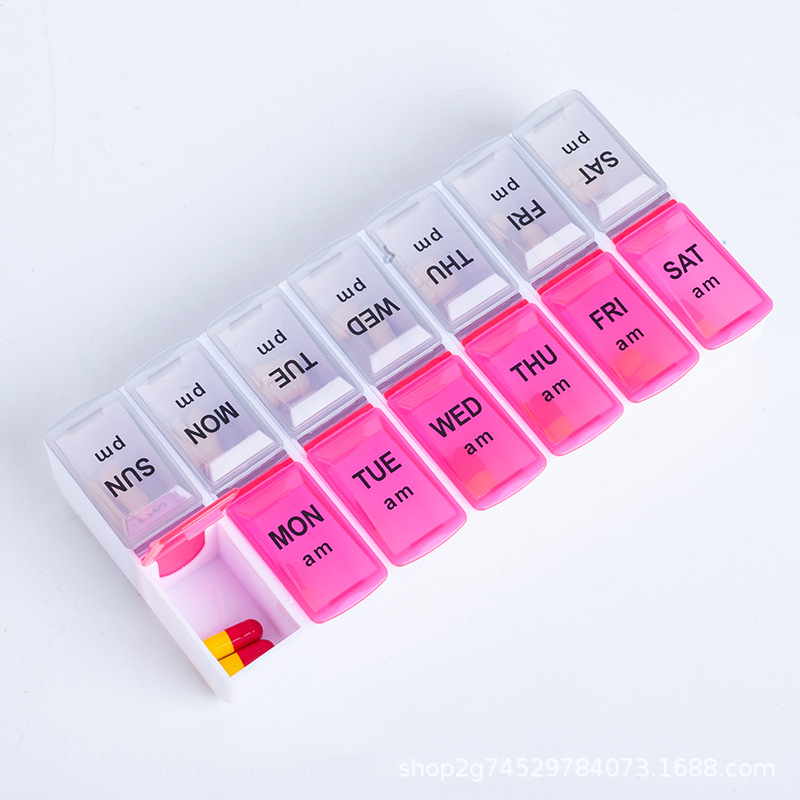 SUN
pm
MON
pm
TUE
pm
WED
pm
THU
pm
FRI
pm
SAT
pm
MON
am
TUE
am
WED
am
THU
am
FRI
am
SAT
am
shop2g74529784073.1688.com